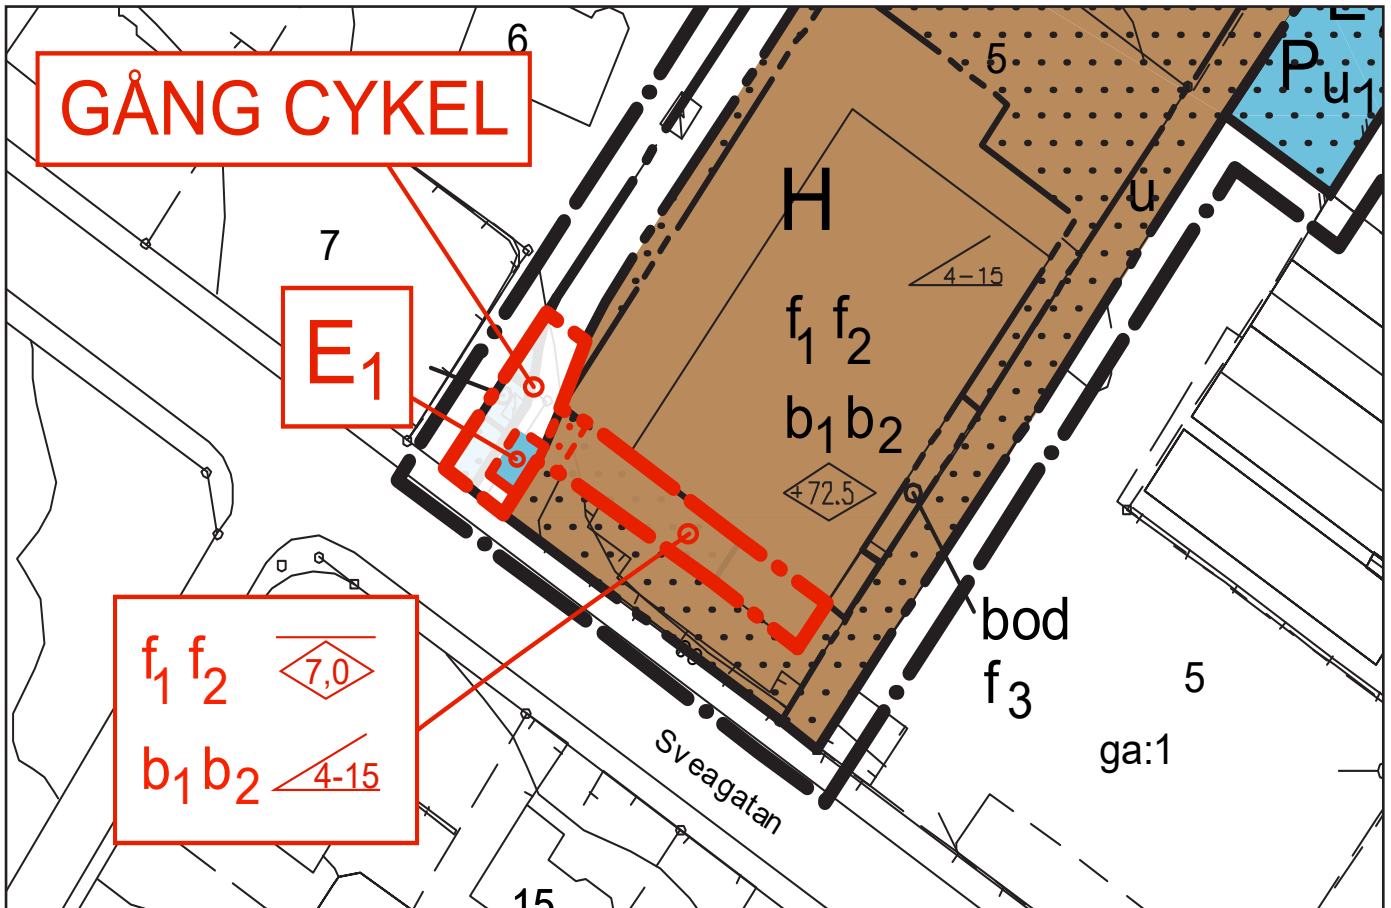 6
GÅNG CYKEL
5
P u1
7
H
u
4-15
E1
f1 f2
b1 b2
+72.5
bod
f3
f1 f2
7,0
b1 b2
4-15
5
ga:1
Sveagatan
15